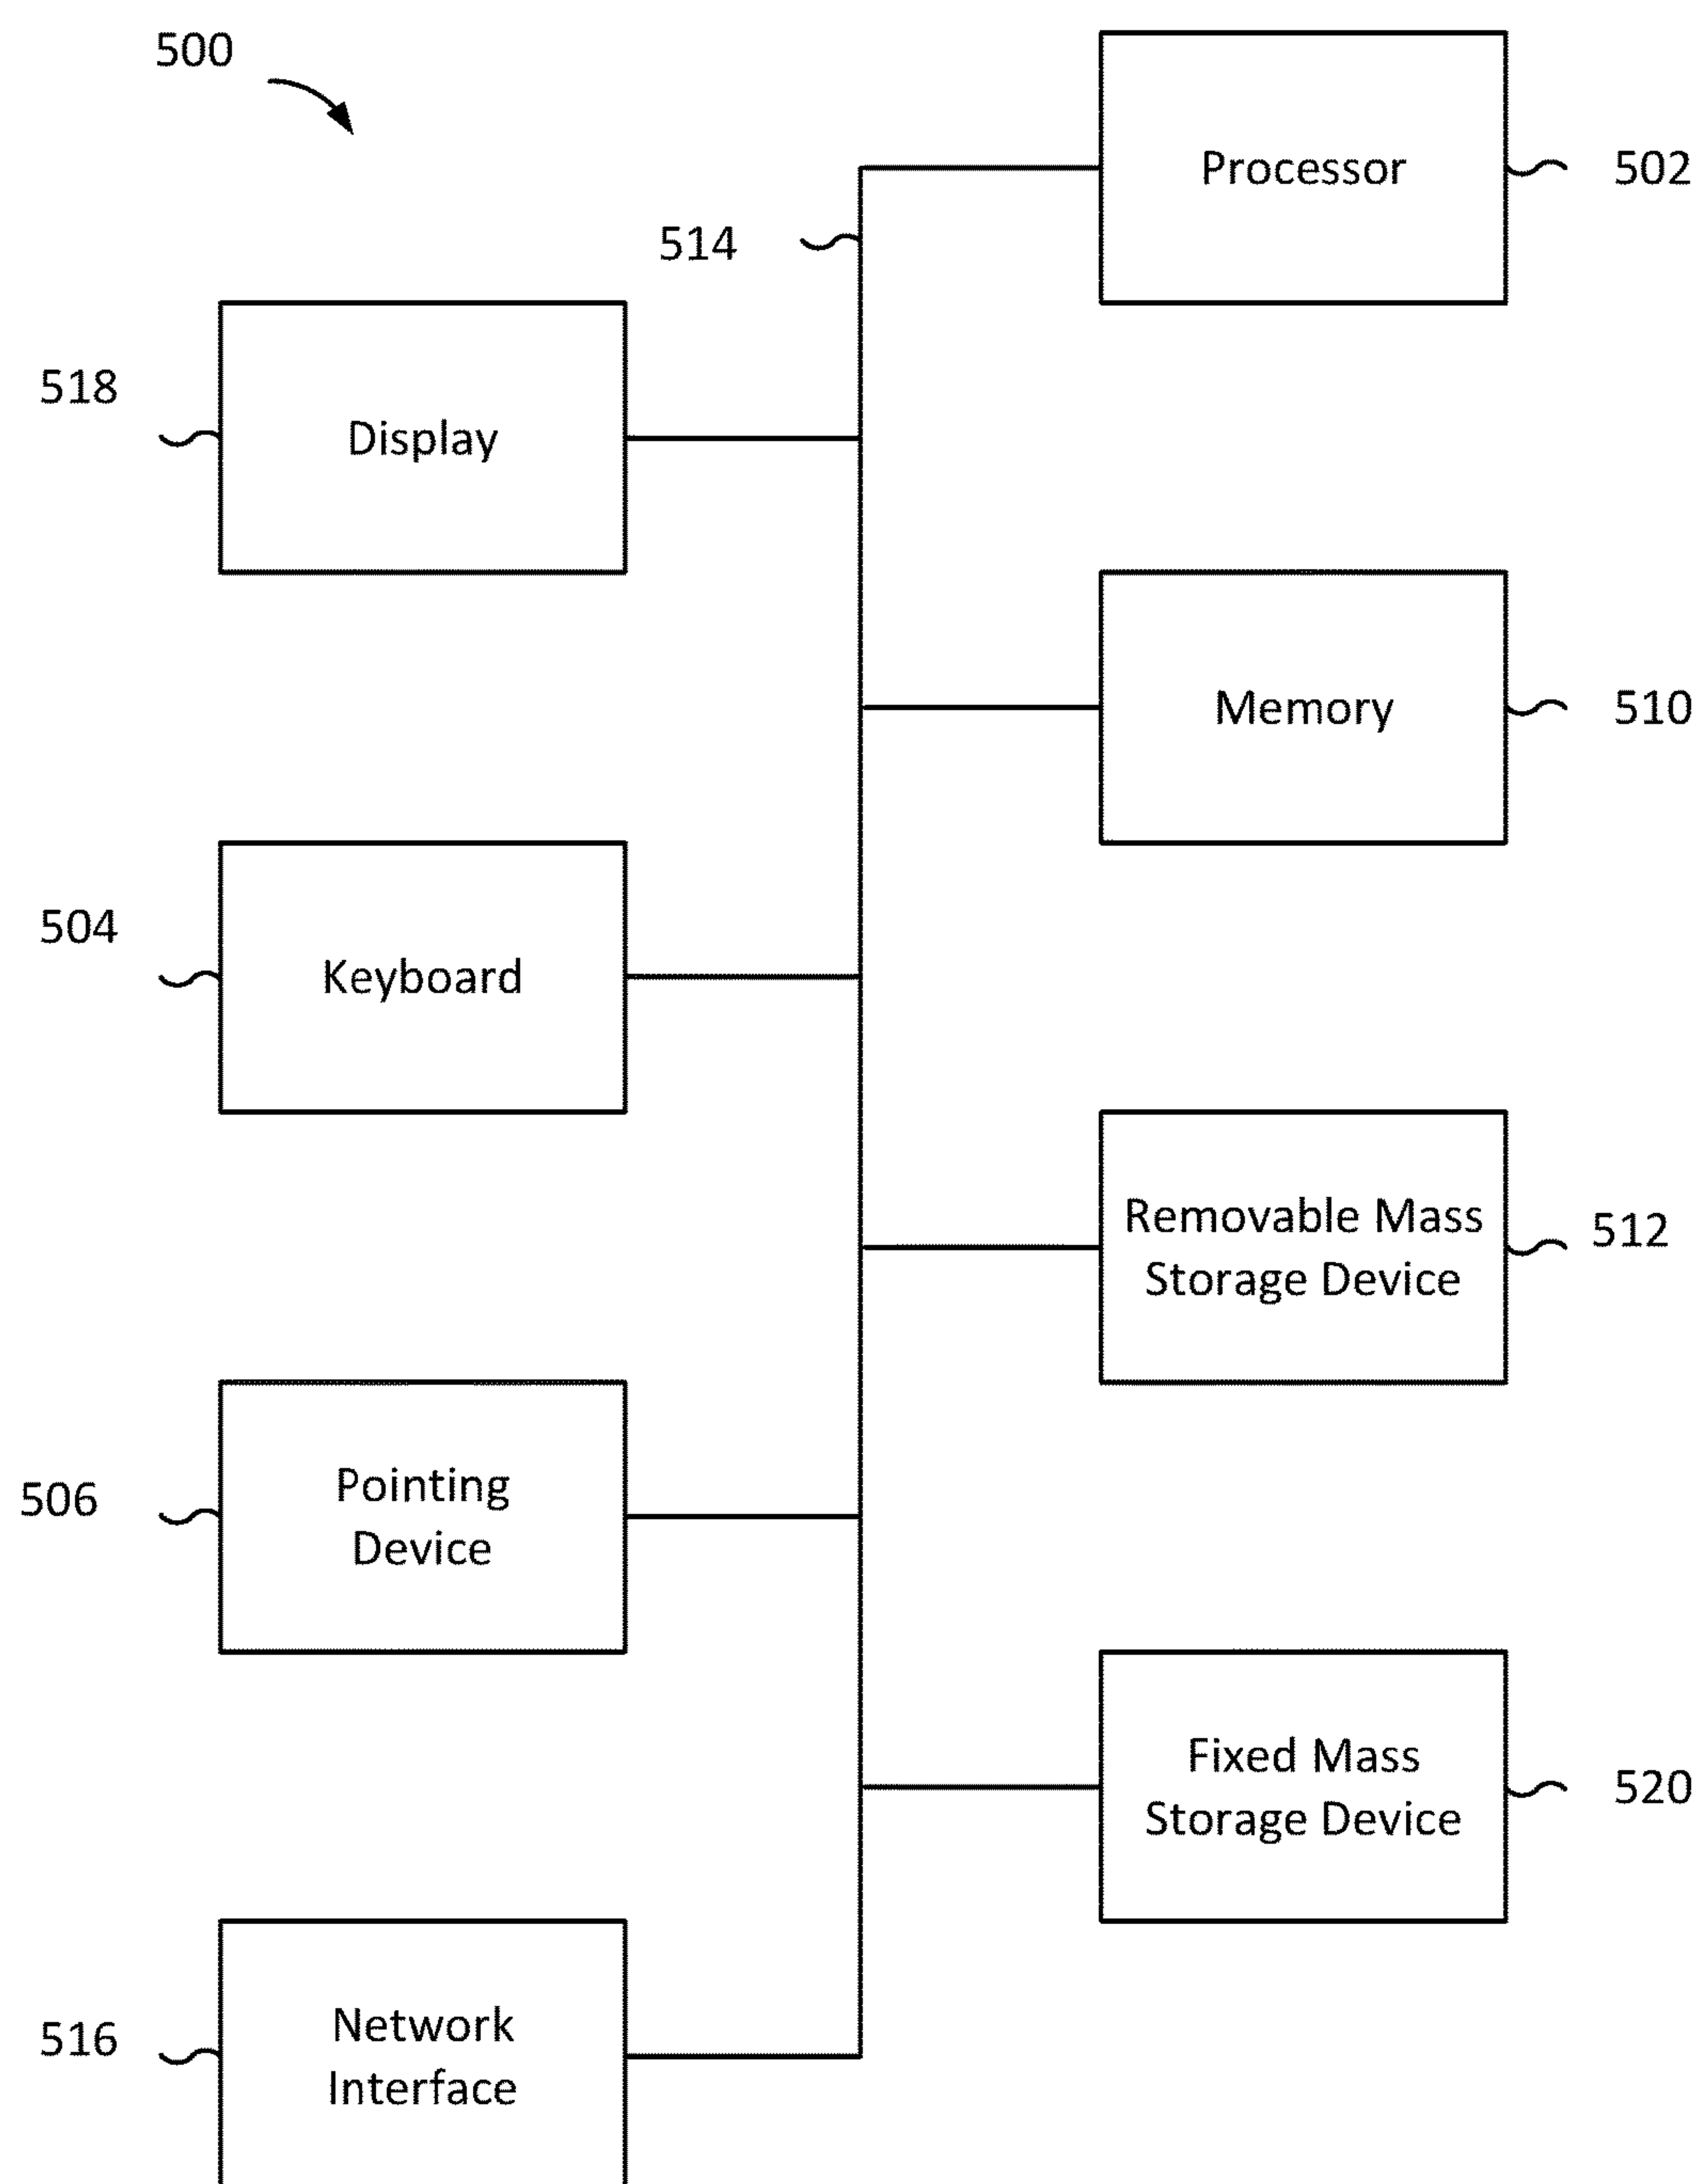 500
Processor
502
514
518
Display
Memory
510
504
Keyboard
Removable Mass
Storage Device
512
506
Pointing
Device
Fixed Mass
Storage Device
520
516
Network
Interface